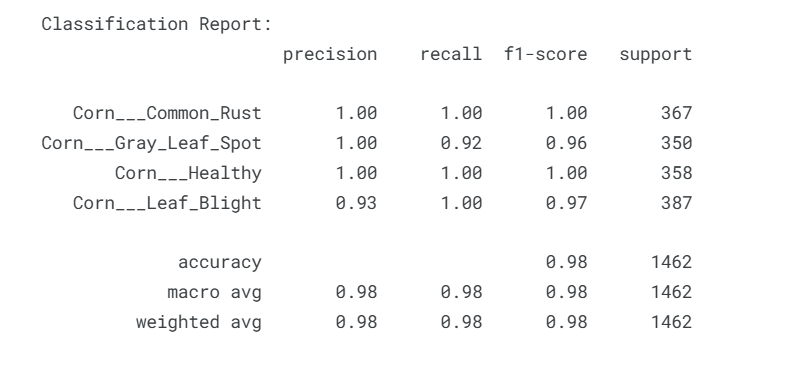 Classification Report:
precision recall f1-score support
Corn___Common_Rust 1.00 1.00 1.00 367
Corn___Gray_Leaf_Spot 1.00 0.92 0.96 350
Corn___Healthy 1.00 1.00 1.00 358
Corn___Leaf_Blight 0.93 1.00 0.97 387
accuracy 0.98 1462
macro avg 0.98 0.98 0.98 1462
weighted avg 0.98 0.98 0.98 1462